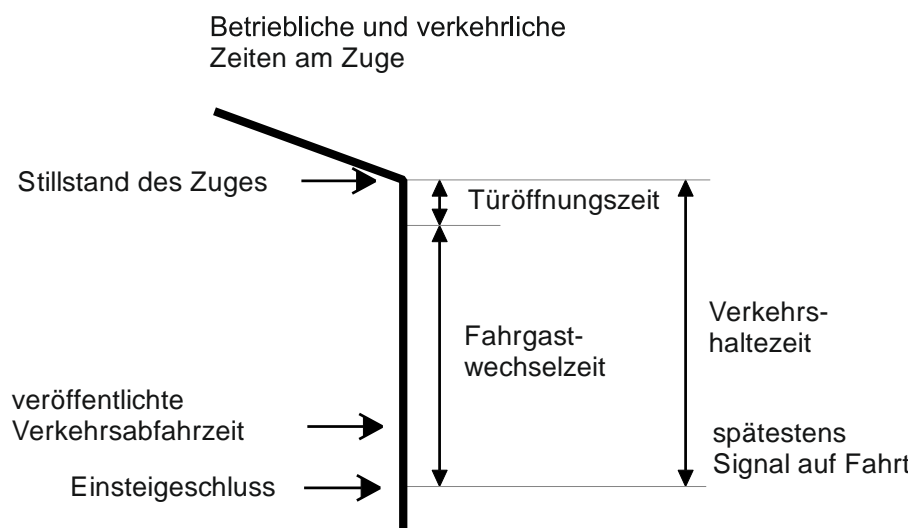 Betriebliche und verkehrliche
Zeiten am Zuge
Stillstand des Zuges
Türöffnungszeit
Verkehrs-
haltezeit
Fahrgast-
wechselzeit
veröffentlichte
Verkehrsabfahrzeit
spätestens
Signal auf Fahrt
Einsteigeschluss